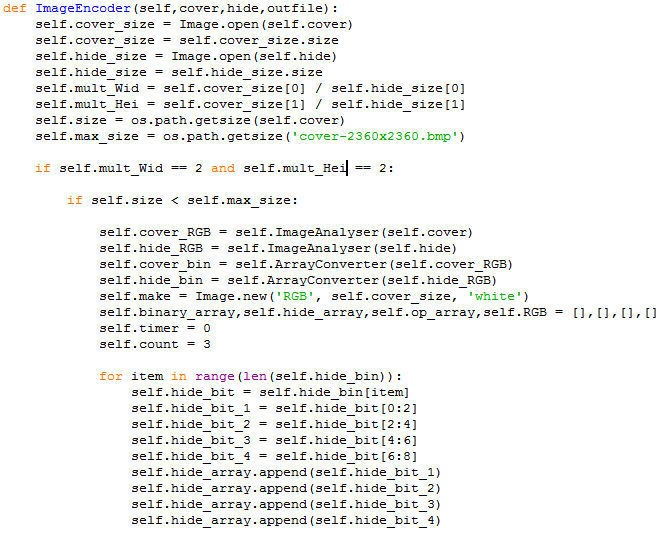 def ImageEncoder(self,cover,hide,outfile):
    self.cover_size = Image.open(self.cover)
    self.cover_size = self.cover_size.size
    self.hide_size = Image.open(self.hide)
    self.hide_size = self.hide_size.size
    self.mult_Wid = self.cover_size[0] / self.hide_size[0]
    self.mult_Hei = self.cover_size[1] / self.hide_size[1]
    self.size = os.path.getsize(self.cover)
    self.max_size = os.path.getsize('cover-2360x2360.bmp')
    if self.mult_Wid == 2 and self.mult_Hei == 2:
        if self.size < self.max_size:
            self.cover_RGB = self.ImageAnalyser(self.cover)
            self.hide_RGB = self.ImageAnalyser(self.hide)
            self.cover_bin = self.ArrayConverter(self.cover_RGB)
            self.hide_bin = self.ArrayConverter(self.hide_RGB)
            self.make = Image.new('RGB', self.cover_size, 'white')
            self.binary_array,self.hide_array,self.op_array,self.RGB = [],[],[],[]
            self.timer = 0
            self.count = 3
            for item in range(len(self.hide_bin)):
                self.hide_bit = self.hide_bin[item]
                self.hide_bit_1 = self.hide_bit[0:2]
                self.hide_bit_2 = self.hide_bit[2:4]
                self.hide_bit_3 = self.hide_bit[4:6]
                self.hide_bit_4 = self.hide_bit[6:8]
                self.hide_array.append(self.hide_bit_1)
                self.hide_array.append(self.hide_bit_2)
                self.hide_array.append(self.hide_bit_3)
                self.hide_array.append(self.hide_bit_4)